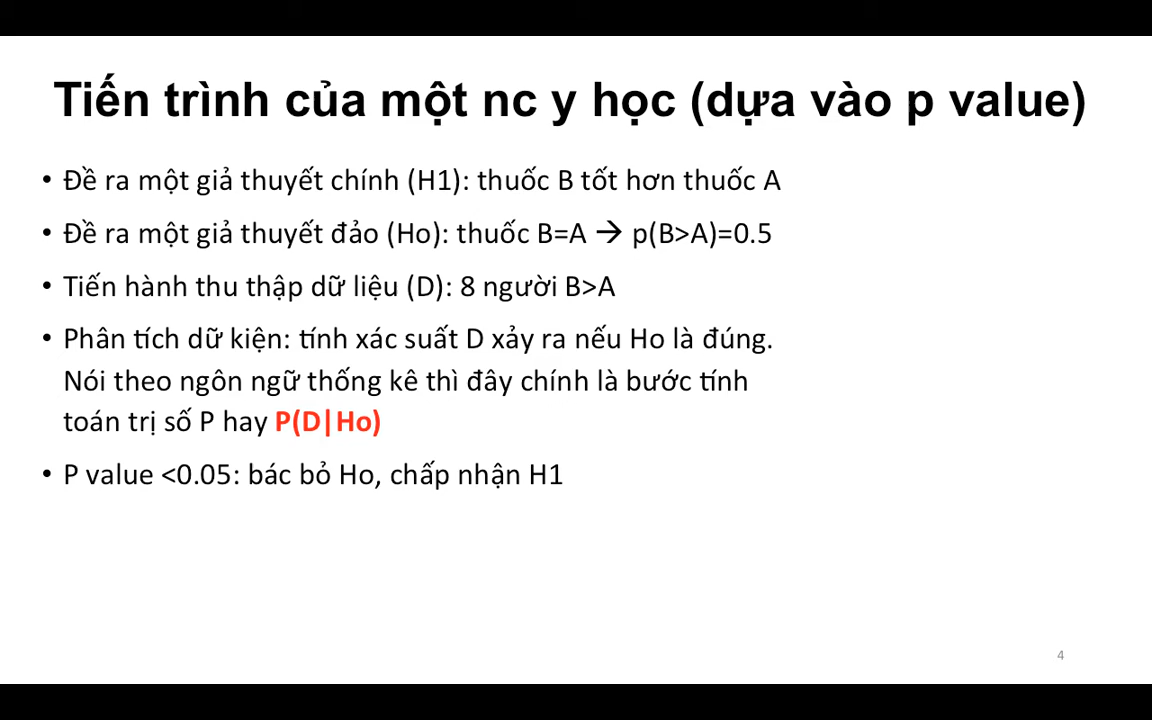 Tiến trình của một nc y học (dựa vào p value)
• Đề ra một giả thuyết chính (H1): thuốc B tốt hơn thuốc A
• Đề ra một giả thuyết đảo (Ho): thuốc B=A → p(B>A)=0.5
• Tiến hành thu thập dữ liệu (D): 8 người B>A
• Phân tích dữ kiện: tính xác suất D xảy ra nếu Ho là đúng.
Nói theo ngôn ngữ thống kê thì đây chính là bước tính
toán trị số P hay P(D|Ho)
• P value <0.05: bác bỏ Ho, chấp nhận H1
4